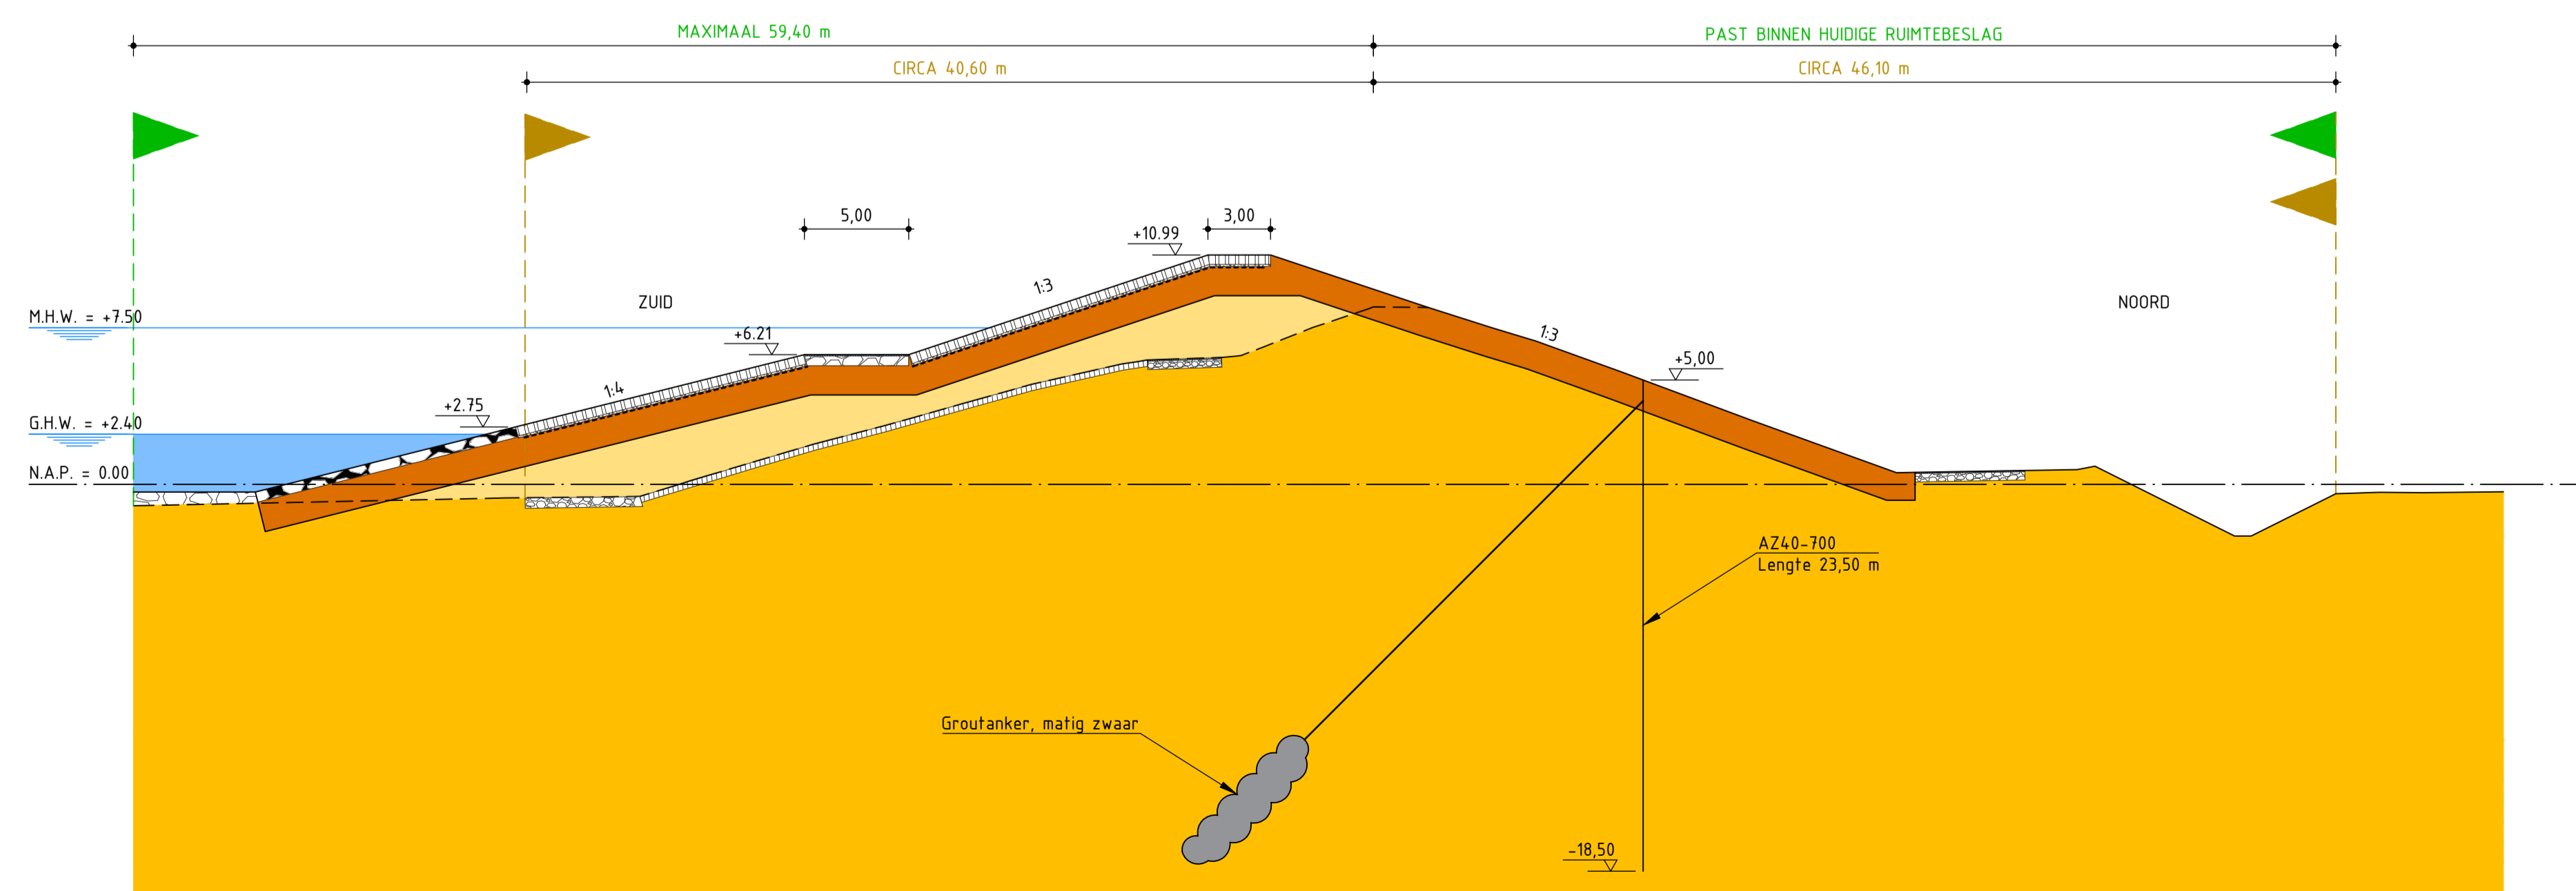 MAXIMAAL 59,40 m
PAST BINNEN HUIDIGE RUIMTEBESLAG
CIRCA 40,60 m
CIRCA 46,10 m
5,00
3,00
+10.99
1:3
ZUID
NOORD
M.H.W. = +7.50
+6.21
1:3
+5,00
1:4
+2.75
G.H.W. = +2.40
N.A.P. = 0.00
AZ40-700
Lengte 23,50 m
Groutanker, matig zwaar
-18,50